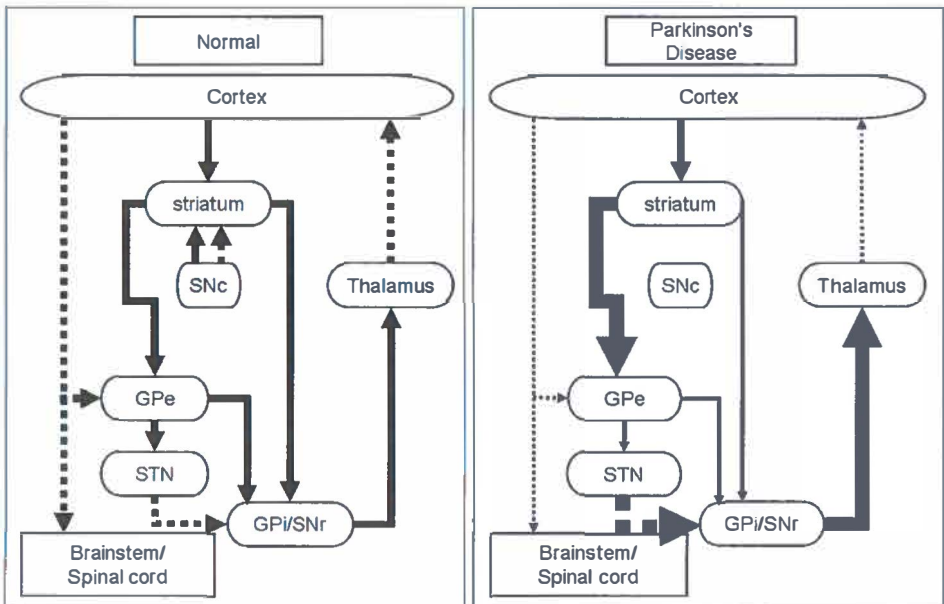 Normal
Cortex
striatum
SNc
Thalamus
GPe
STN
GPi/SNr
Brainstem/
Spinal cord
Parkinson's
Disease
Cortex
striatum
SNc
Thalamus
GPe
STN
GPi/SNr
Brainstem/
Spinal cord